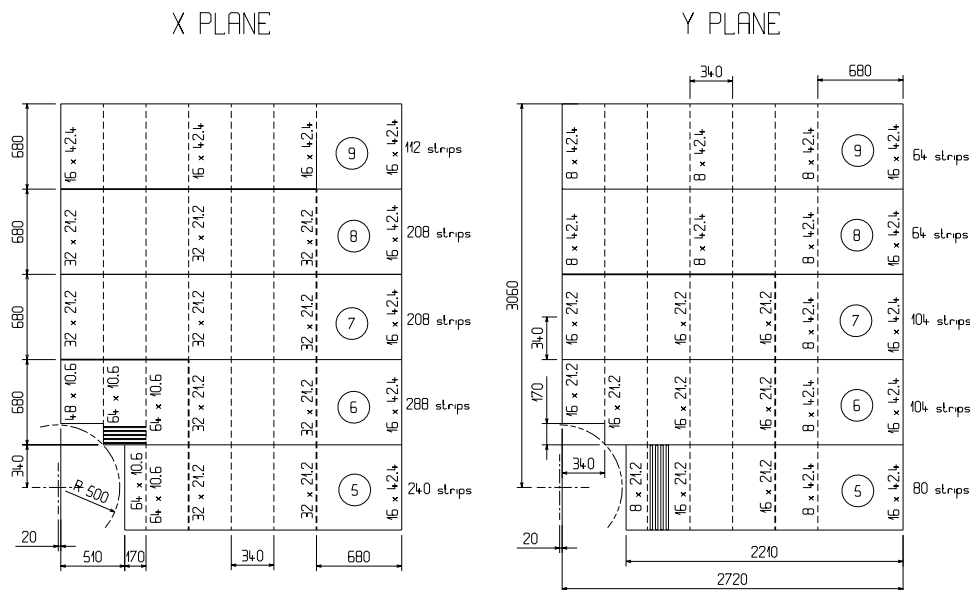 X PLANE
680
16 × 42.4
16 × 42.4
16 × 42.4
9
16 × 42.4
112 strips
680
32 × 21.2
32 × 21.2
32 × 21.2
8
16 × 42.4
208 strips
680
32 × 21.2
32 × 21.2
32 × 21.2
7
16 × 42.4
208 strips
680
48 × 10.6
64 × 10.6
64 × 10.6
32 × 21.2
32 × 21.2
6
16 × 42.4
288 strips
340
R 500
64 × 10.6
64 × 10.6
32 × 21.2
32 × 21.2
5
16 × 42.4
240 strips
20
510
170
340
680
Y PLANE
340
680
8 × 42.4
8 × 42.4
8 × 42.4
9
16 × 42.4
64 strips
8 × 42.4
8 × 42.4
8 × 42.4
8
16 × 42.4
64 strips
3060
340
16 × 21.2
16 × 21.2
16 × 21.2
8 × 42.4
7
16 × 42.4
104 strips
170
16 × 21.2
16 × 21.2
16 × 21.2
16 × 21.2
8 × 42.4
6
16 × 42.4
104 strips
340
8 × 21.2
16 × 21.2
16 × 21.2
8 × 42.4
5
16 × 42.4
80 strips
20
2210
2720